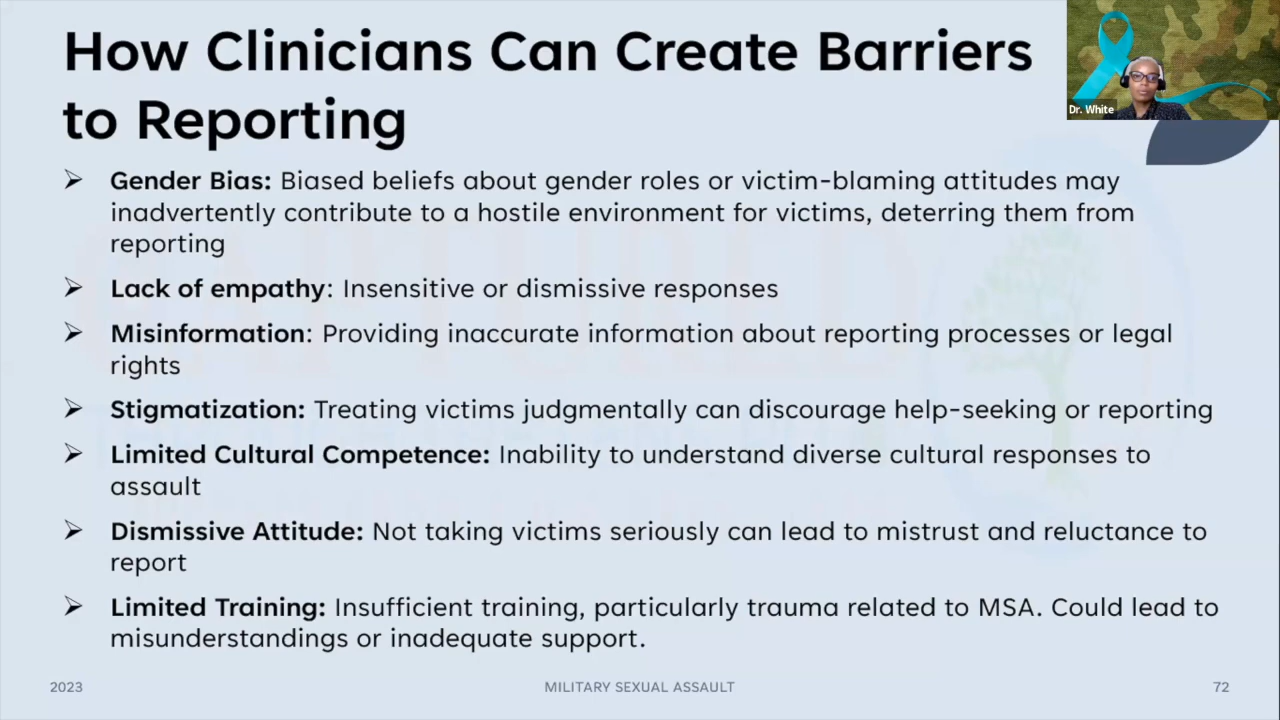 How Clinicians Can Create Barriers
to Reporting
Dr. White
➢ Gender Bias: Biased beliefs about gender roles or victim-blaming attitudes may
inadvertently contribute to a hostile environment for victims, deterring them from
reporting
➢ Lack of empathy: Insensitive or dismissive responses
➢ Misinformation: Providing inaccurate information about reporting processes or legal
rights
➢ Stigmatization: Treating victims judgmentally can discourage help-seeking or reporting
➢ Limited Cultural Competence: Inability to understand diverse cultural responses to
assault
➢ Dismissive Attitude: Not taking victims seriously can lead to mistrust and reluctance to
report
➢ Limited Training: Insufficient training, particularly trauma related to MSA. Could lead to
misunderstandings or inadequate support.
2023
MILITARY SEXUAL ASSAULT
72